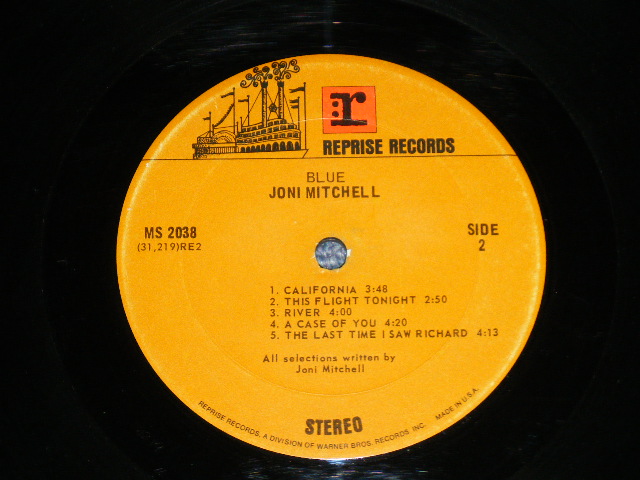 r:
REPRISE RECORDS
BLUE
JONI MITCHELL
MS 2038
(31,219)RE2
SIDE
2
1. CALIFORNIA 3:48
2. THIS FLIGHT TONIGHT 2:50
3. RIVER 4:00
4. A CASE OF YOU 4:20
5. THE LAST TIME I SAW RICHARD 4:13
All selections written by
Joni Mitchell
STEREO
REPRISE RECORDS, A DIVISION OF WARNER BROS. RECORDS, INC. MADE IN U.S.A.